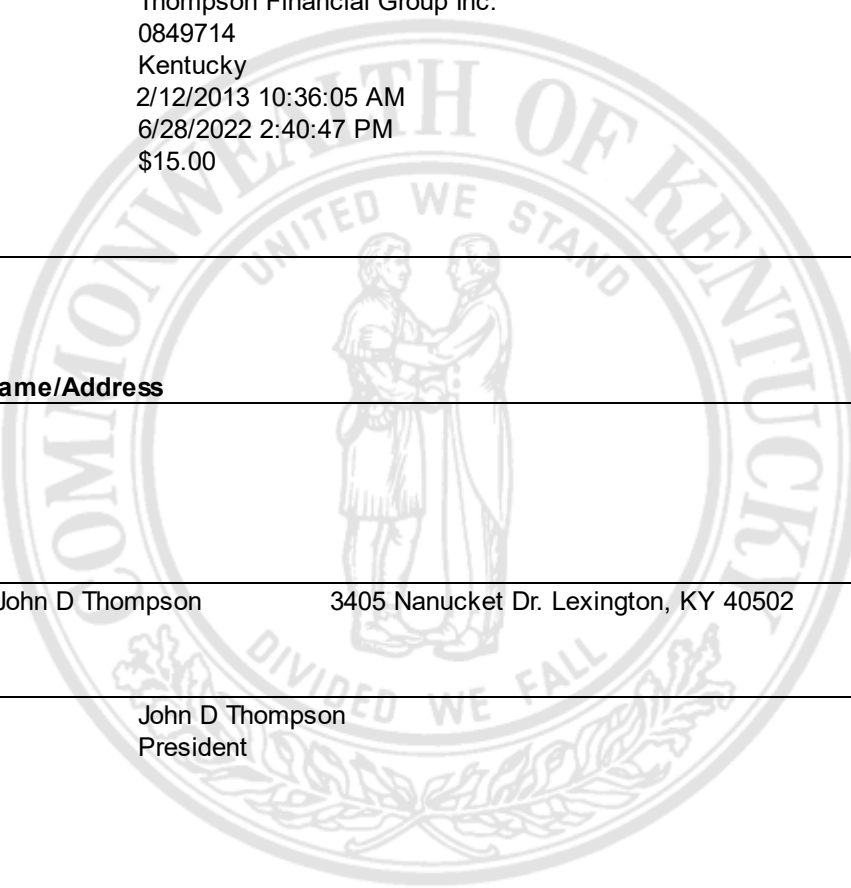 Thompson Financial Group Inc.
0849714
Kentucky
2/12/2013 10:36:05 AM
6/28/2022 2:40:47 PM
$15.00
COMMONWEALTH OF KENTUCKY
UNITED WE STAND
ame/Address
John D Thompson 3405 Nanucket Dr. Lexington, KY 40502
DIVIDED WE FALL
John D Thompson
President